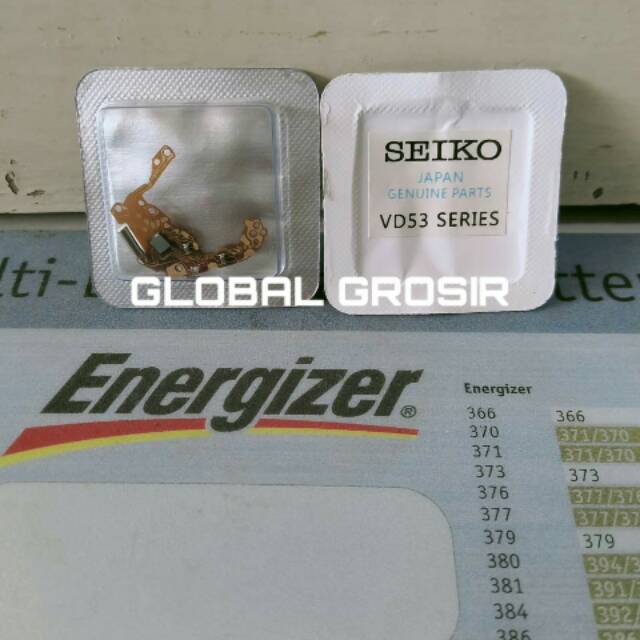 SEIKO
JAPAN
GENUINE PARTS
VD53 SERIES
GLOBAL GROSIR
Energizer®
Energizer
366 366
370 371/370
371 371/370
373 373
376
377
379 379
380
381
384
386